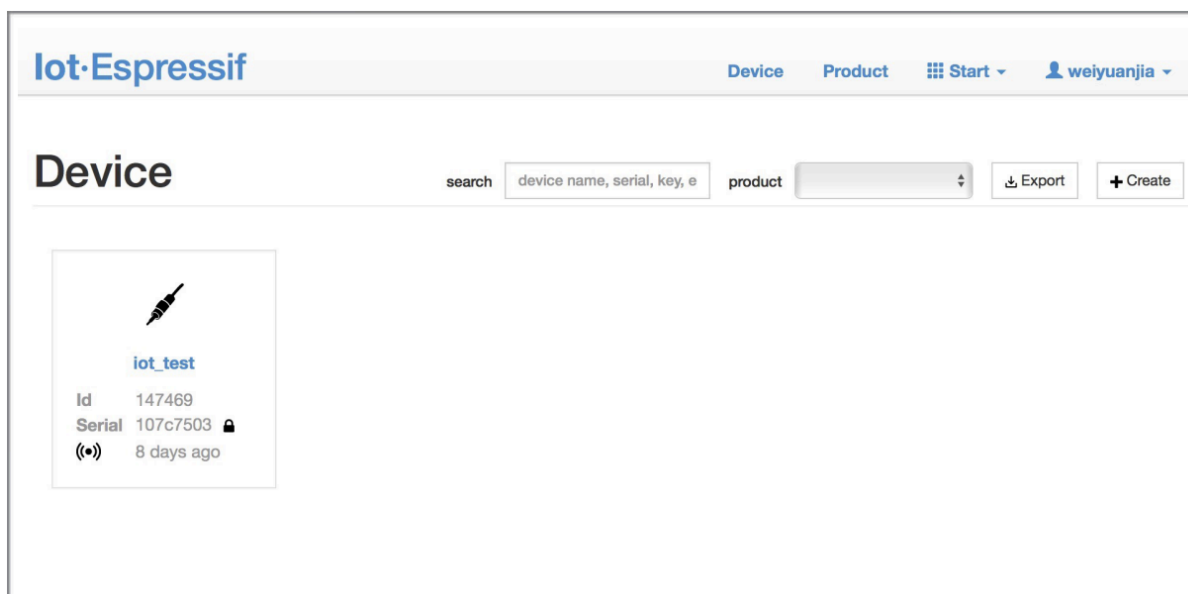 Iot·Espressif
Device Product Start weiyuanjia
Device
search device name, serial, key, e product Export Create
iot_test
Id 147469
Serial 107c7503
8 days ago